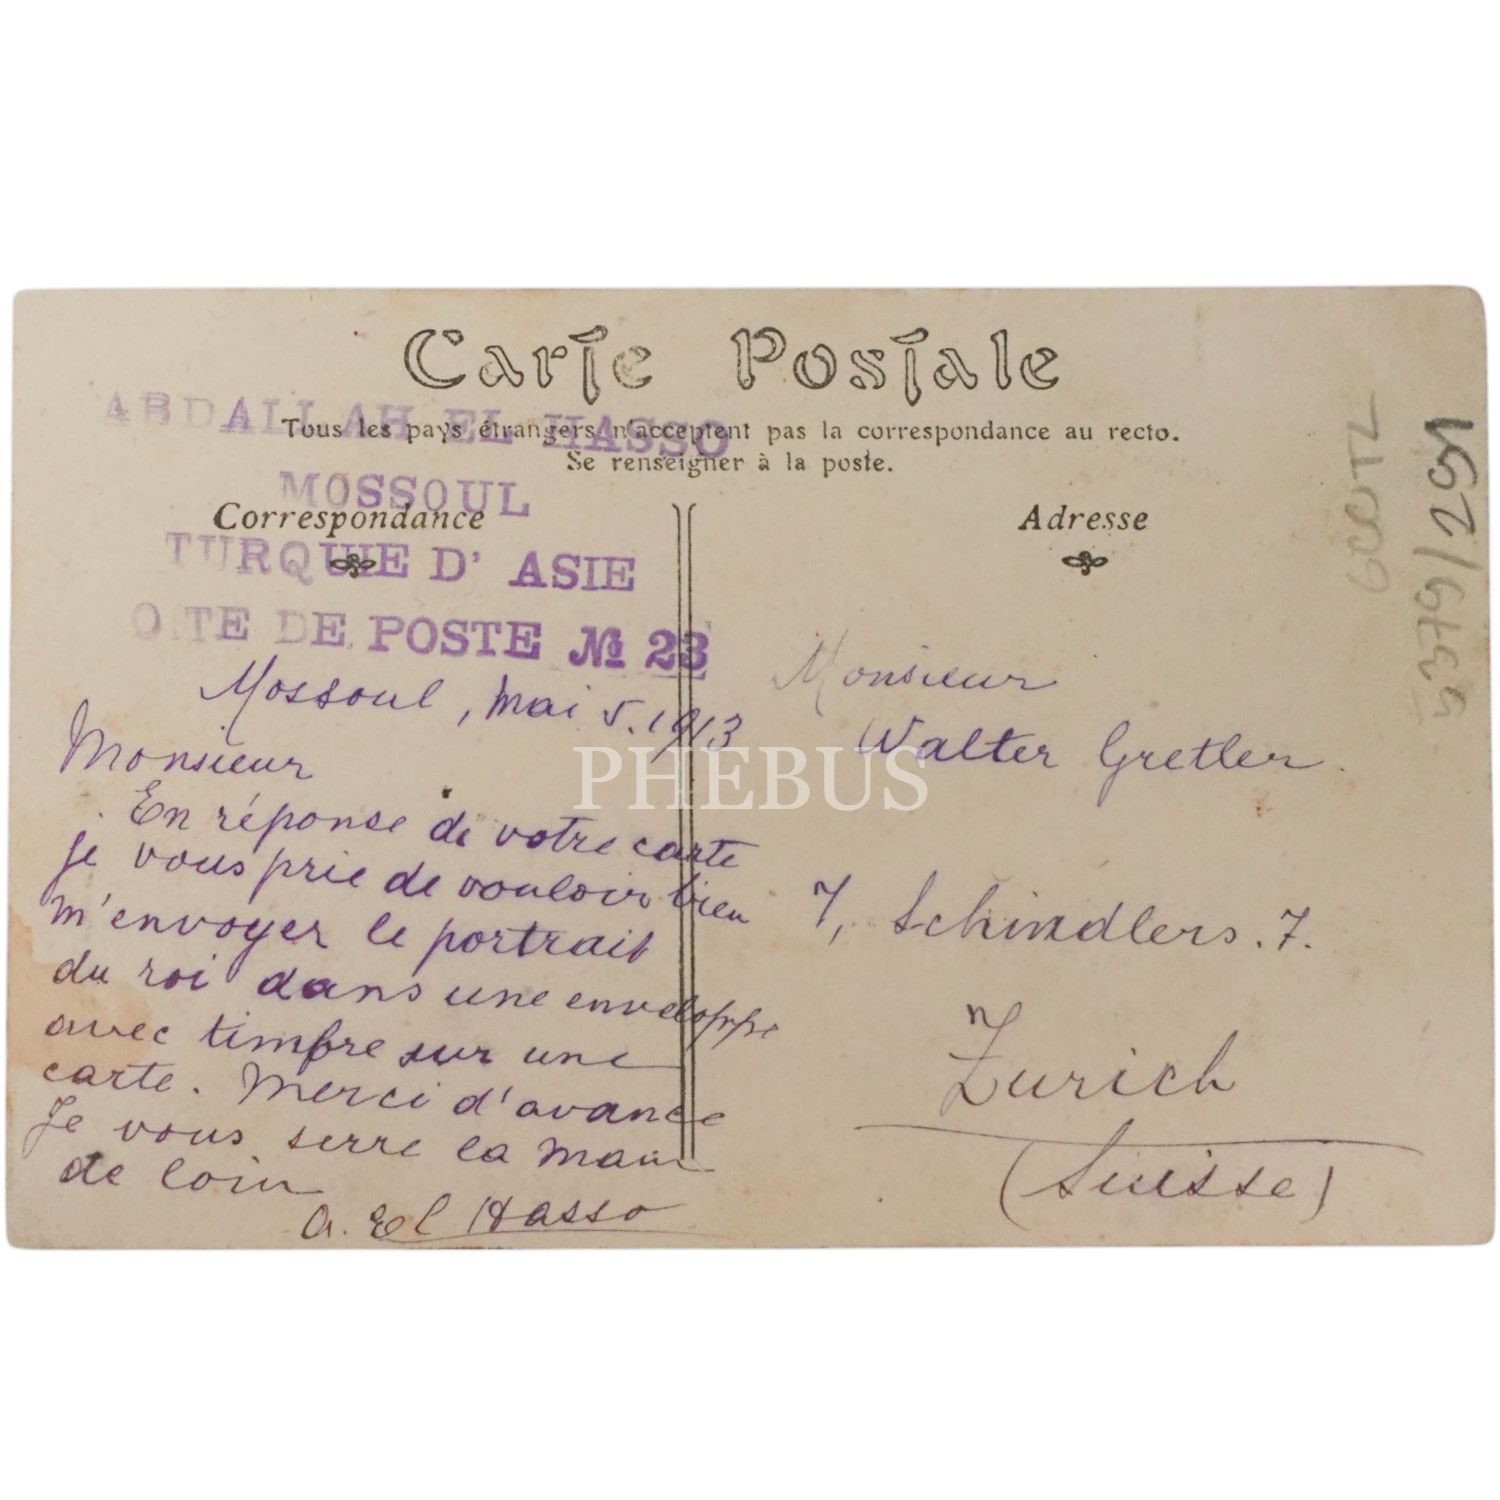 Carte Postale
Tous les pays étrangers n'acceptent pas la correspondance au recto.
Se renseigner à la poste.
ABDALLAH EL HASSO
MOSSOUL
TURQUIE D' ASIE
DE POSTE № 23
Correspondance
Mossoul, Mai 5. 1913
Monsieur
En réponse de votre carte
je vous prie de vouloir bien
m'envoyer le portrait
du roi dans une enveloppe
avec timbre sur une
carte. Merci d'avance
Je vous serre la main
de loin
A. El Hasso
Adresse
Monsieur
Walter Gretler.
7, Schindlers. 7.
Zurich
(Suisse)
PHEBUS